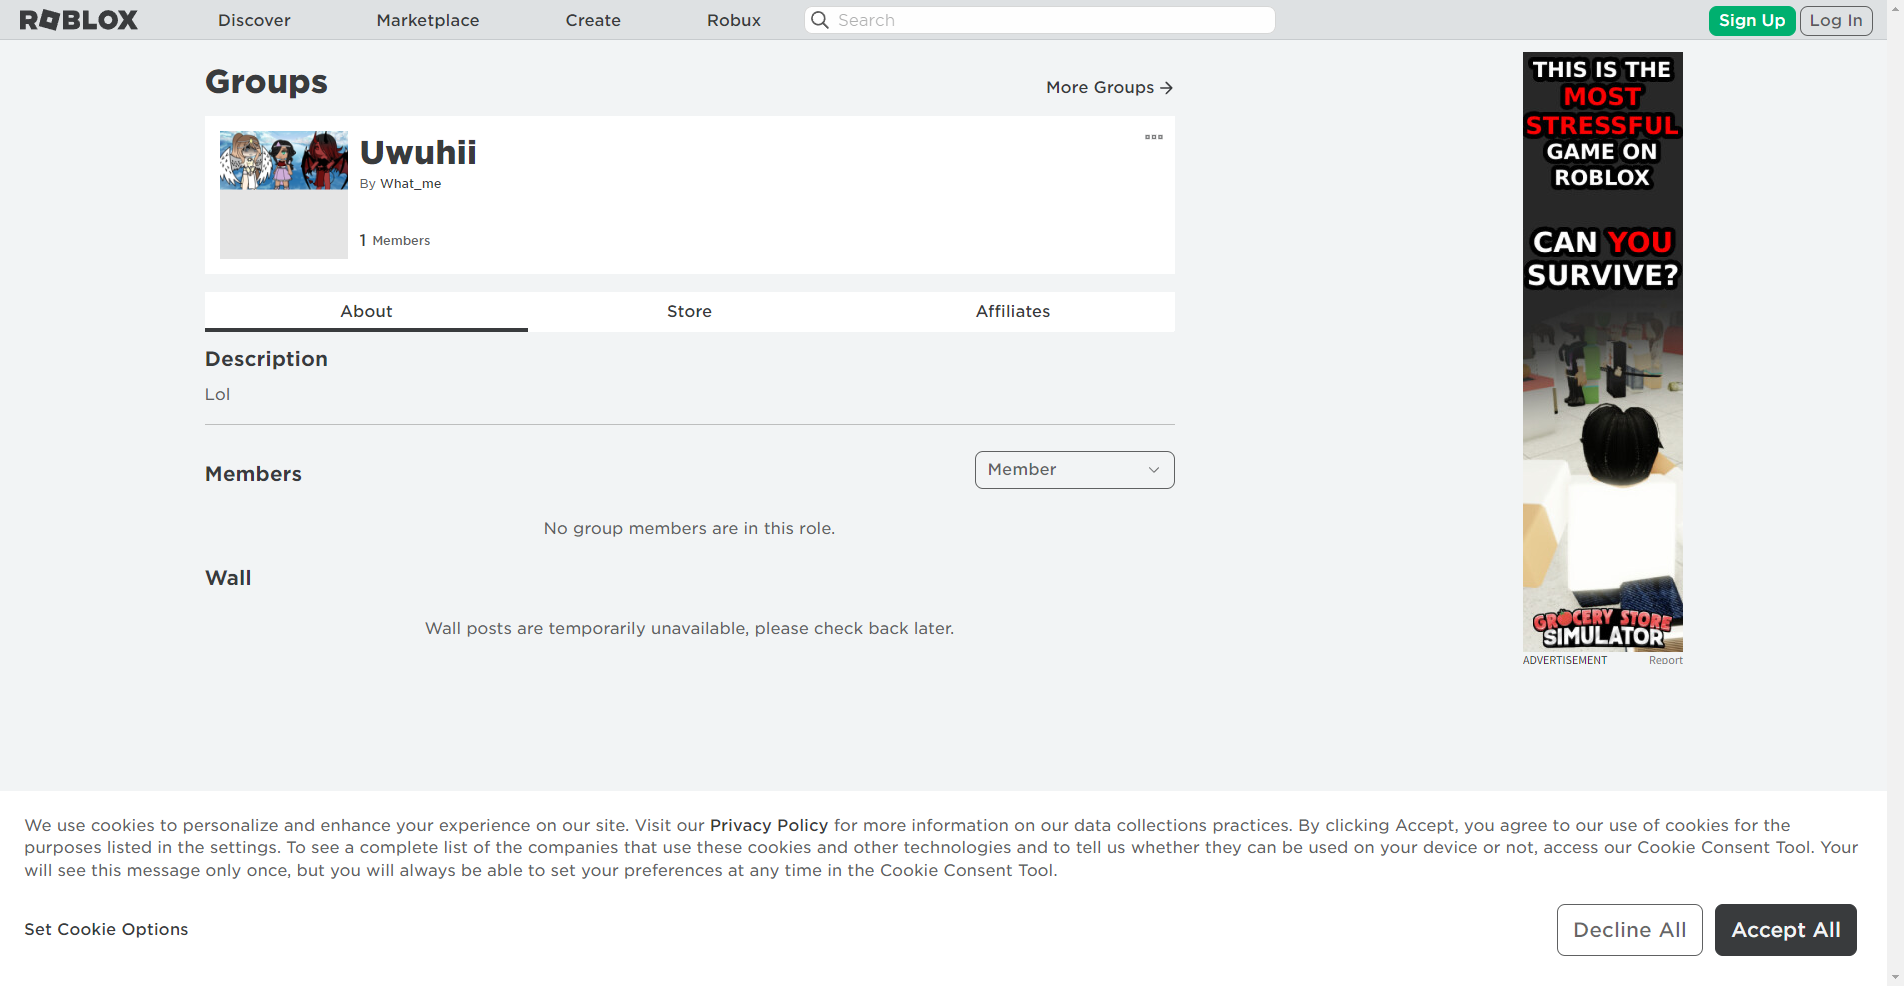 ROBLOX
Discover
Marketplace
Create
Robux
Search
Sign Up
Log In
Groups
More Groups
Uwuhii
By What_me
1 Members
About
Store
Affiliates
Description
Lol
Members
Member
No group members are in this role.
Wall
Wall posts are temporarily unavailable, please check back later.
THIS IS THE
MOST
STRESSFUL
GAME ON
ROBLOX
CAN YOU
SURVIVE?
GROCERY STORE
SIMULATOR
ADVERTISEMENT
Report
We use cookies to personalize and enhance your experience on our site. Visit our Privacy Policy for more information on our data collections practices. By clicking Accept, you agree to our use of cookies for the
purposes listed in the settings. To see a complete list of the companies that use these cookies and other technologies and to tell us whether they can be used on your device or not, access our Cookie Consent Tool. Your
will see this message only once, but you will always be able to set your preferences at any time in the Cookie Consent Tool.
Set Cookie Options
Decline All
Accept All